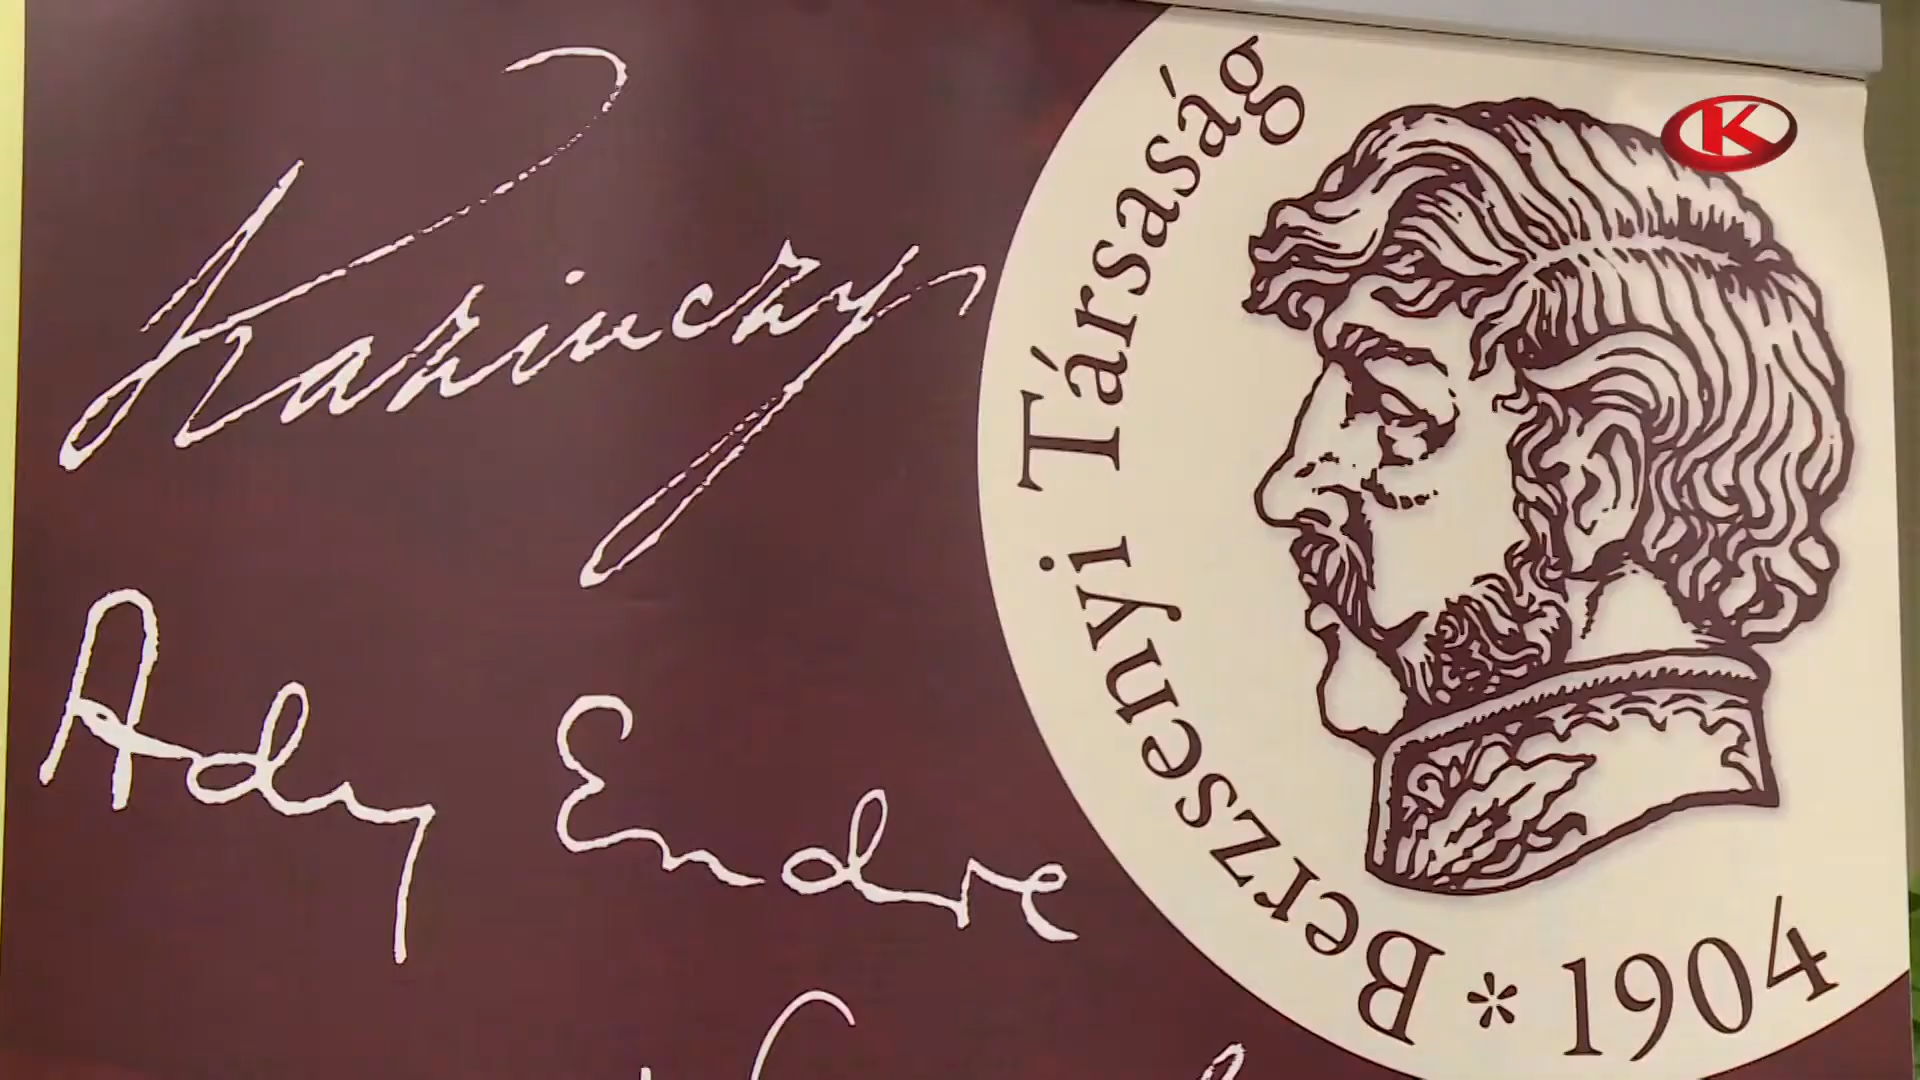 Kazinczy
Ady Endre
Berzsenyi Társaság
* 1904
K